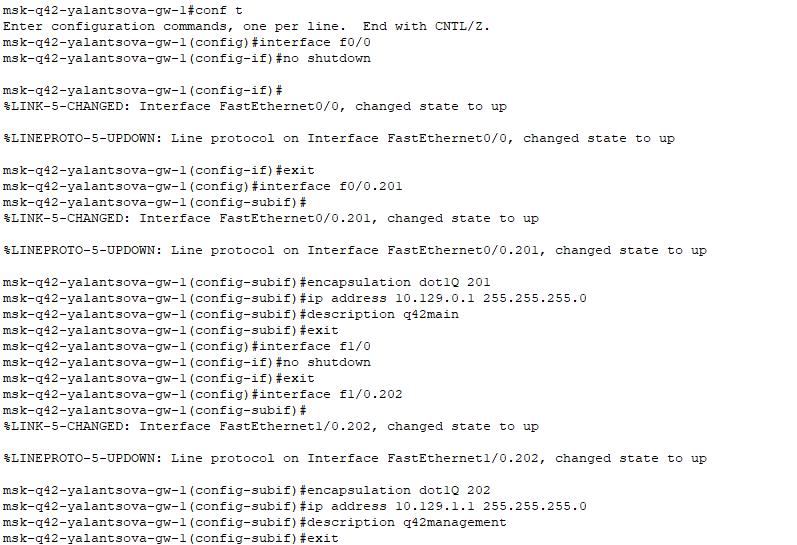 msk-q42-yalantsova-gw-1#conf t
Enter configuration commands, one per line.  End with CNTL/Z.
msk-q42-yalantsova-gw-1(config)#interface f0/0
msk-q42-yalantsova-gw-1(config-if)#no shutdown
msk-q42-yalantsova-gw-1(config-if)#
%LINK-5-CHANGED: Interface FastEthernet0/0, changed state to up
%LINEPROTO-5-UPDOWN: Line protocol on Interface FastEthernet0/0, changed state to up
msk-q42-yalantsova-gw-1(config-if)#exit
msk-q42-yalantsova-gw-1(config)#interface f0/0.201
msk-q42-yalantsova-gw-1(config-subif)#
%LINK-5-CHANGED: Interface FastEthernet0/0.201, changed state to up
%LINEPROTO-5-UPDOWN: Line protocol on Interface FastEthernet0/0.201, changed state to up
msk-q42-yalantsova-gw-1(config-subif)#encapsulation dot1Q 201
msk-q42-yalantsova-gw-1(config-subif)#ip address 10.129.0.1 255.255.255.0
msk-q42-yalantsova-gw-1(config-subif)#description q42main
msk-q42-yalantsova-gw-1(config-subif)#exit
msk-q42-yalantsova-gw-1(config)#interface f1/0
msk-q42-yalantsova-gw-1(config-if)#no shutdown
msk-q42-yalantsova-gw-1(config-if)#exit
msk-q42-yalantsova-gw-1(config)#interface f1/0.202
msk-q42-yalantsova-gw-1(config-subif)#
%LINK-5-CHANGED: Interface FastEthernet1/0.202, changed state to up
%LINEPROTO-5-UPDOWN: Line protocol on Interface FastEthernet1/0.202, changed state to up
msk-q42-yalantsova-gw-1(config-subif)#encapsulation dot1Q 202
msk-q42-yalantsova-gw-1(config-subif)#ip address 10.129.1.1 255.255.255.0
msk-q42-yalantsova-gw-1(config-subif)#description q42management
msk-q42-yalantsova-gw-1(config-subif)#exit